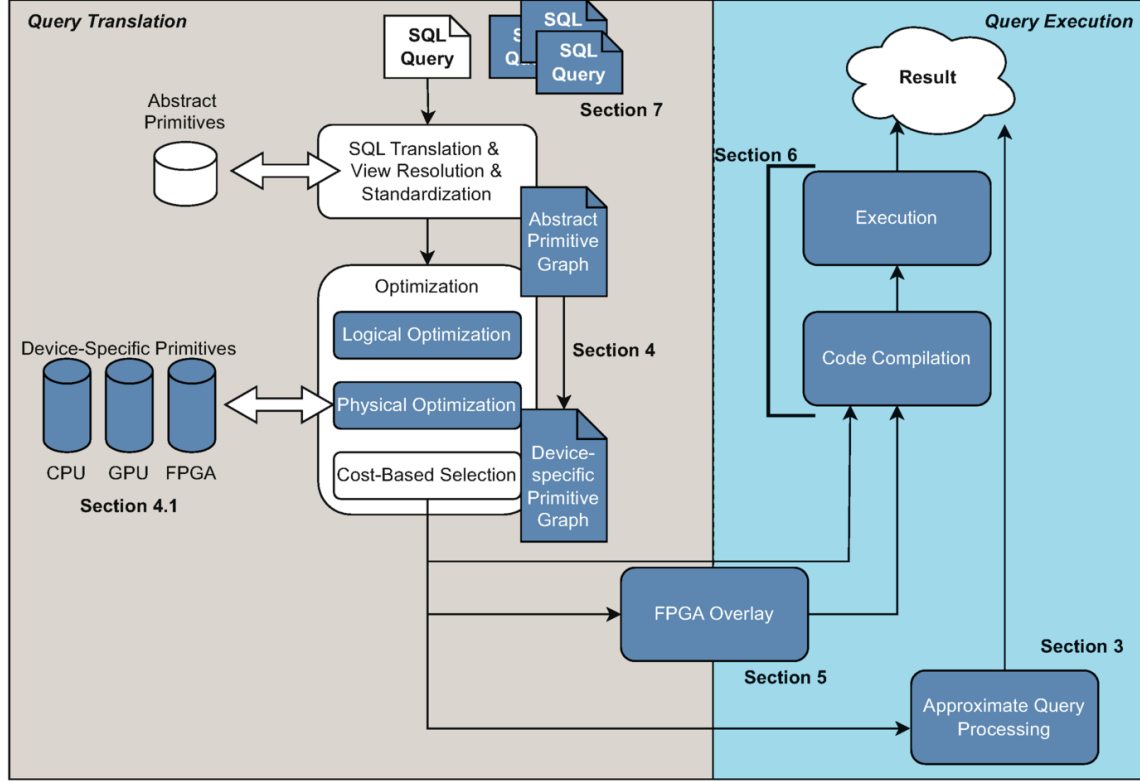 Query Translation
Query Execution
SQL
Query
SQL
SQL
Query
Section 7
Result
Abstract
Primitives
SQL Translation &
View Resolution &
Standardization
Section 6
Execution
Abstract
Primitive
Graph
Optimization
Logical Optimization
Section 4
Code Compilation
Device-Specific Primitives
Physical Optimization
CPU
GPU
FPGA
Cost-Based Selection
Device-
specific
Primitive
Graph
Section 4.1
FPGA Overlay
Section 5
Section 3
Approximate Query
Processing